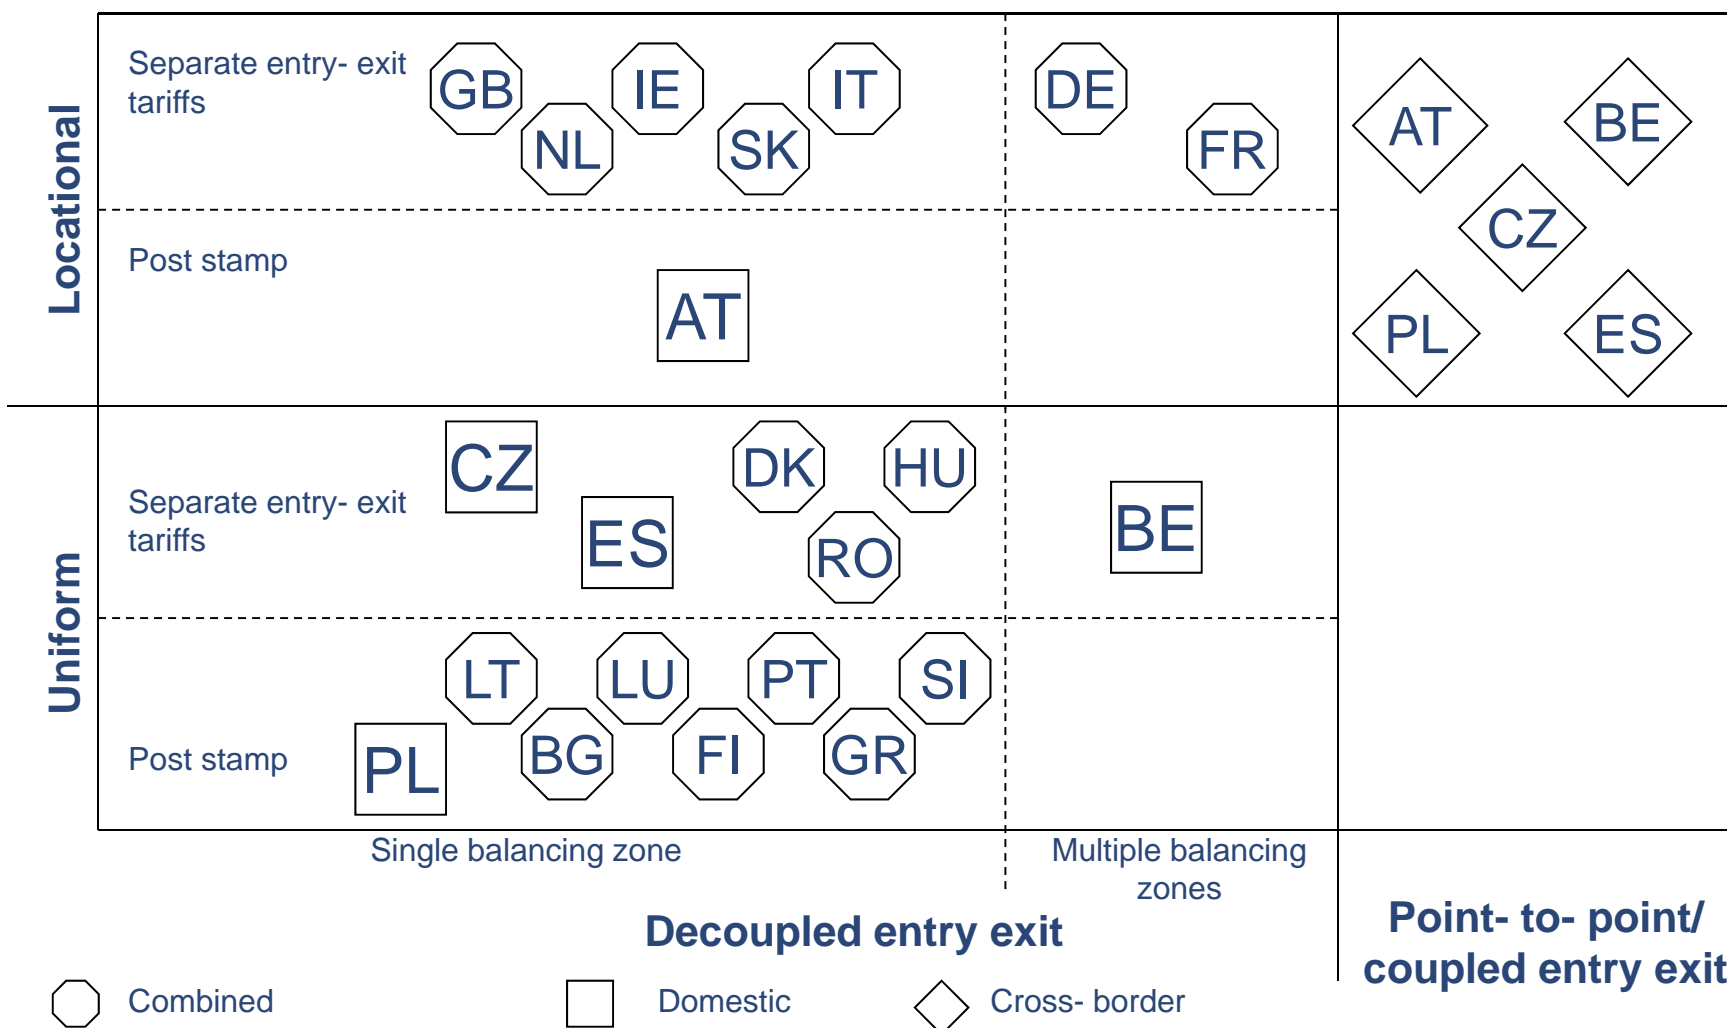 Locational
Separate entry- exit
tariffs
GB
IE
IT
NL
SK
DE
FR
AT
BE
CZ
PL
ES
Post stamp
AT
Uniform
Separate entry- exit
tariffs
CZ
DK
HU
ES
RO
BE
LT
LU
PT
SI
Post stamp
PL
BG
FI
GR
Single balancing zone
Multiple balancing
zones
Decoupled entry exit
Point- to- point/
coupled entry exit
Combined
Domestic
Cross- border